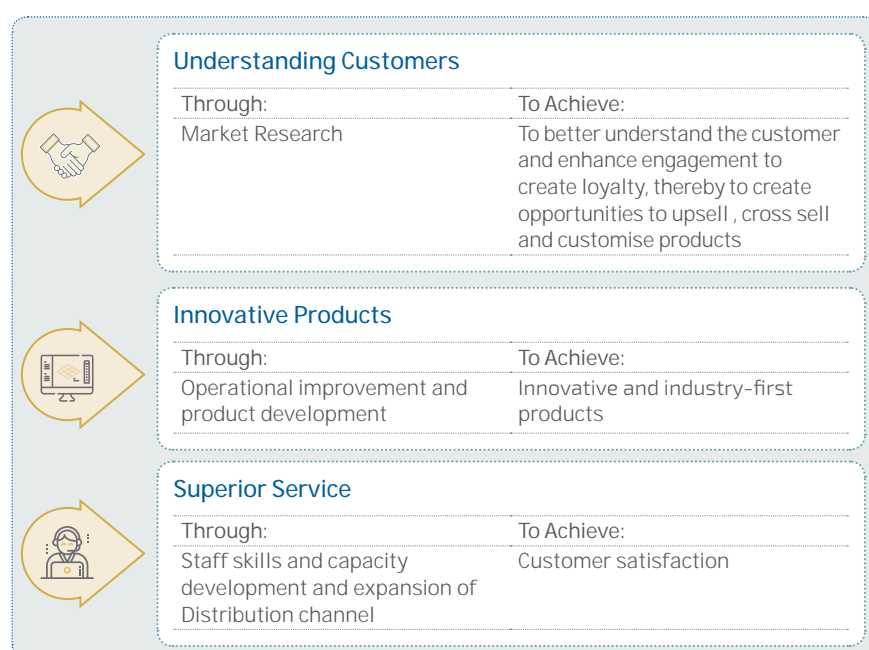 Understanding Customers
Through: To Achieve:
Market Research To better understand the customer
and enhance engagement to
create loyalty, thereby to create
opportunities to upsell , cross sell
and customise products
Innovative Products
Through: To Achieve:
Operational improvement and Innovative and industry-first
product development products
Superior Service
Through: To Achieve:
Staff skills and capacity Customer satisfaction
development and expansion of
Distribution channel